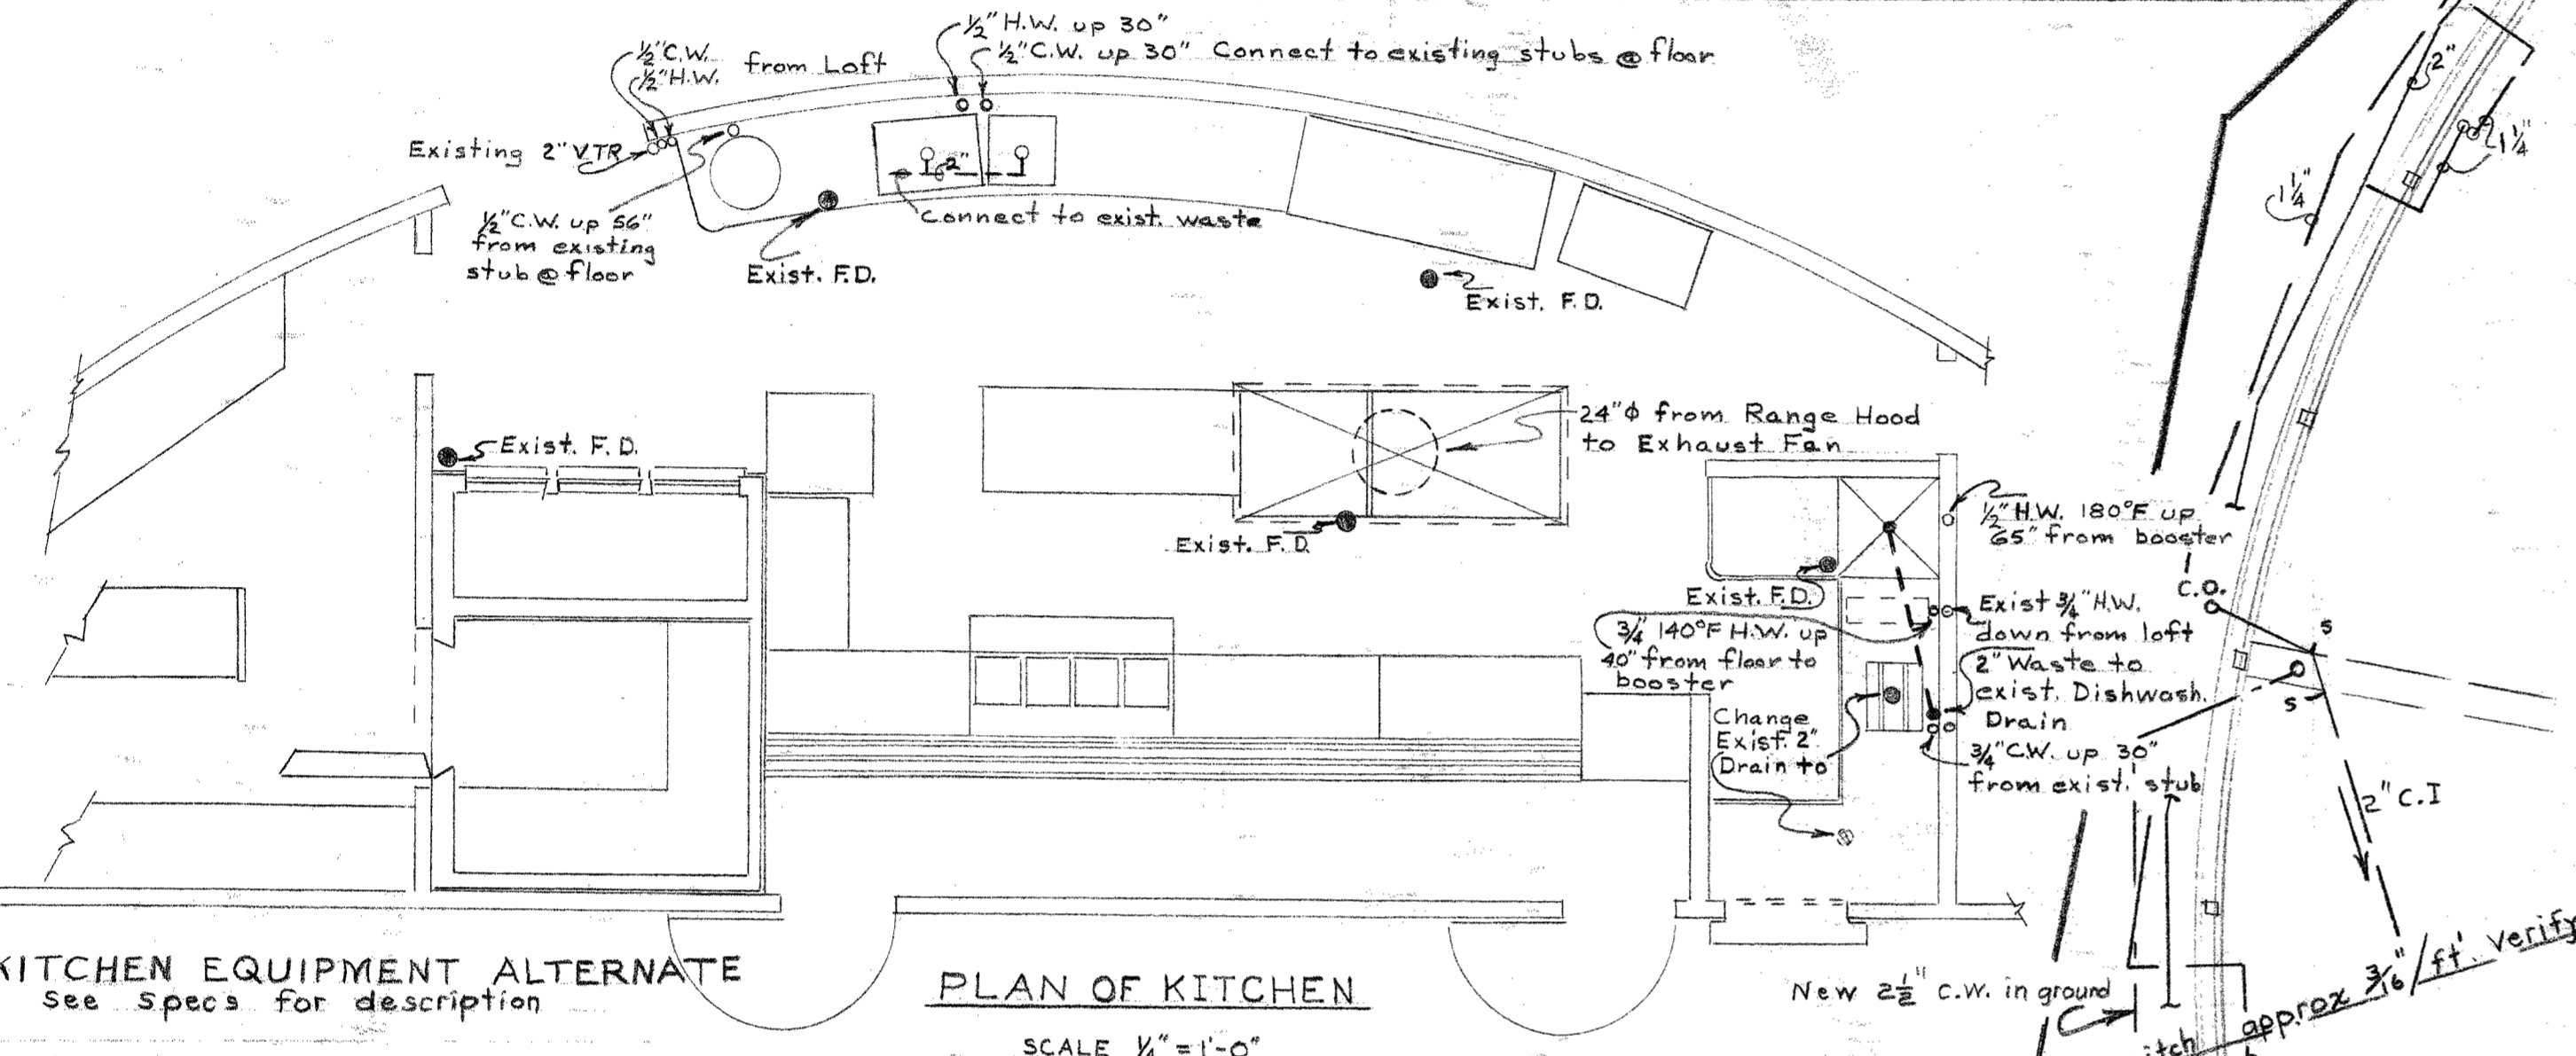 ½" H.W. up 30"
½" C.W. up 30" Connect to existing stubs @ floor
½" C.W.
½" H.W.
from Loft
Existing 2" VTR
½" C.W. up 56"
from existing
stub @ floor
Exist. F.D.
2"
Connect to exist. waste
Exist. F.D.
2"
1¼"
1¼"
Exist. F.D.
24"Φ from Range Hood
to Exhaust Fan
Exist. F.D.
½" H.W. 180°F up
65" from booster
Exist. F.D.
¾" 140°F H.W. up
40" from floor to
booster
Exist ¾" H.W.
down from loft
2" Waste to
exist. Dishwash.
Drain
Change
Exist. 2"
Drain to
¾" C.W. up 30"
from exist. stub
C.O.
S
S
2" C.I
KITCHEN EQUIPMENT ALTERNATE
See Specs for description
PLAN OF KITCHEN
SCALE ¼" = 1'-0"
New 2½" C.W. in ground
itch approx 3/16"/ft. Verify